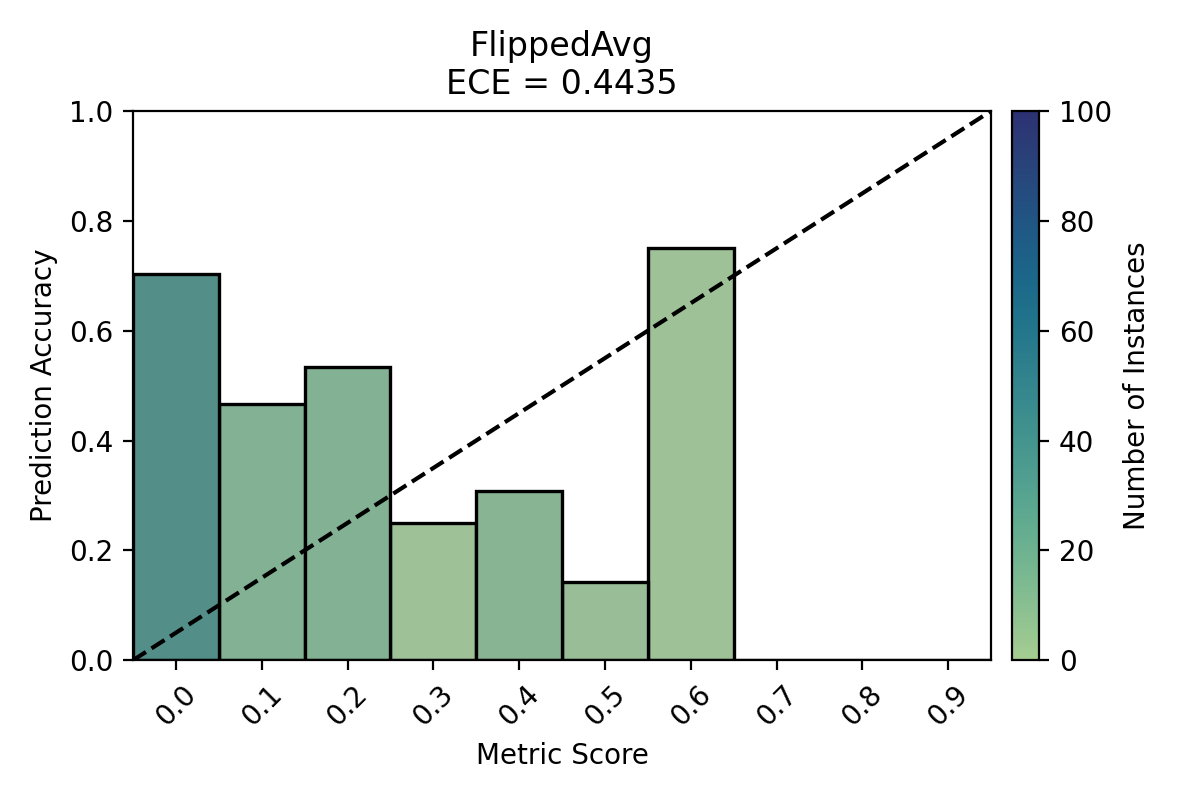 FlippedAvg
ECE = 0.4435
1.0
0.8
0.6
0.4
0.2
0.0
Prediction Accuracy
0.0 0.1 0.2 0.3 0.4 0.5 0.6 0.7 0.8 0.9
Metric Score
100
80
60
40
20
0
Number of Instances